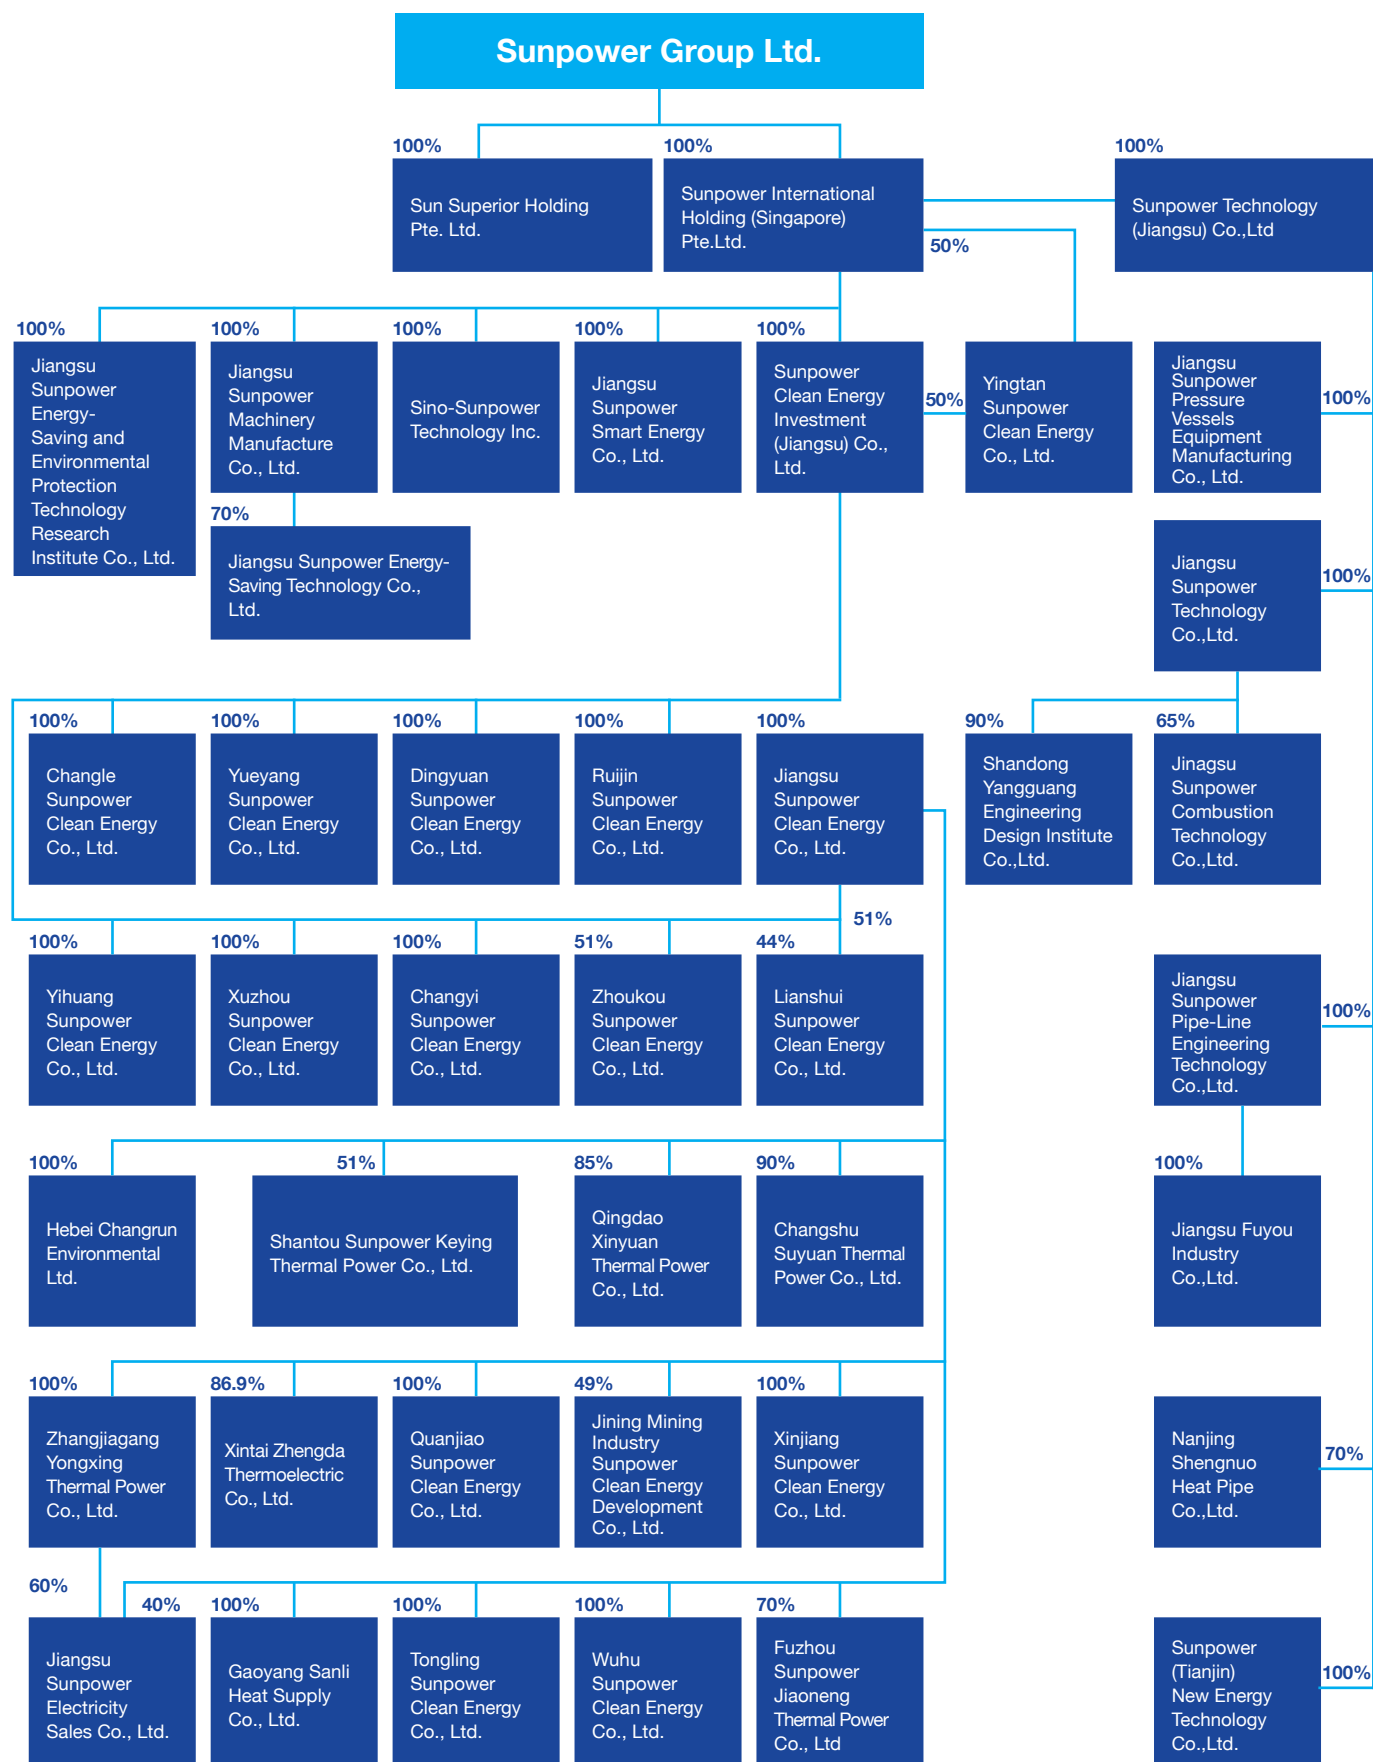 Sunpower Group Ltd.
100%
100%
100%
Sun Superior Holding
Pte. Ltd.
Sunpower International
Holding (Singapore)
Pte.Ltd.
Sunpower Technology
(Jiangsu) Co.,Ltd
50%
100%
100%
100%
100%
100%
Jiangsu
Sunpower
Energy-
Saving and
Environmental
Protection
Technology
Research
Institute Co., Ltd.
Jiangsu
Sunpower
Machinery
Manufacture
Co., Ltd.
Sino-Sunpower
Technology Inc.
Jiangsu
Sunpower
Smart Energy
Co., Ltd.
Sunpower
Clean Energy
Investment
(Jiangsu) Co.,
Ltd.
50%
Yingtan
Sunpower
Clean Energy
Co., Ltd.
Jiangsu
Sunpower
Pressure
Vessels
Equipment
Manufacturing
Co., Ltd.
100%
70%
Jiangsu Sunpower Energy-
Saving Technology Co.,
Ltd.
Jiangsu
Sunpower
Technology
Co.,Ltd.
100%
100%
100%
100%
100%
100%
90%
65%
Changle
Sunpower
Clean Energy
Co., Ltd.
Yueyang
Sunpower
Clean Energy
Co., Ltd.
Dingyuan
Sunpower
Clean Energy
Co., Ltd.
Ruijin
Sunpower
Clean Energy
Co., Ltd.
Jiangsu
Sunpower
Clean Energy
Co., Ltd.
Shandong
Yangguang
Engineering
Design Institute
Co.,Ltd.
Jinagsu
Sunpower
Combustion
Technology
Co.,Ltd.
51%
100%
100%
100%
51%
44%
Yihuang
Sunpower
Clean Energy
Co., Ltd.
Xuzhou
Sunpower
Clean Energy
Co., Ltd.
Changyi
Sunpower
Clean Energy
Co., Ltd.
Zhoukou
Sunpower
Clean Energy
Co., Ltd.
Lianshui
Sunpower
Clean Energy
Co., Ltd.
Jiangsu
Sunpower
Pipe-Line
Engineering
Technology
Co.,Ltd.
100%
100%
51%
85%
90%
100%
Hebei Changrun
Environmental
Ltd.
Shantou Sunpower Keying
Thermal Power Co., Ltd.
Qingdao
Xinyuan
Thermal Power
Co., Ltd.
Changshu
Suyuan Thermal
Power Co., Ltd.
Jiangsu Fuyou
Industry
Co.,Ltd.
100%
86.9%
100%
49%
100%
Zhangjiagang
Yongxing
Thermal Power
Co., Ltd.
Xintai Zhengda
Thermoelectric
Co., Ltd.
Quanjiao
Sunpower
Clean Energy
Co., Ltd.
Jining Mining
Industry
Sunpower
Clean Energy
Development
Co., Ltd.
Xinjiang
Sunpower
Clean Energy
Co., Ltd.
Nanjing
Shengnuo
Heat Pipe
Co.,Ltd.
70%
60%
40%
100%
100%
100%
70%
Jiangsu
Sunpower
Electricity
Sales Co., Ltd.
Gaoyang Sanli
Heat Supply
Co., Ltd.
Tongling
Sunpower
Clean Energy
Co., Ltd.
Wuhu
Sunpower
Clean Energy
Co., Ltd.
Fuzhou
Sunpower
Jiaoneng
Thermal Power
Co., Ltd
Sunpower
(Tianjin)
New Energy
Technology
Co.,Ltd.
100%